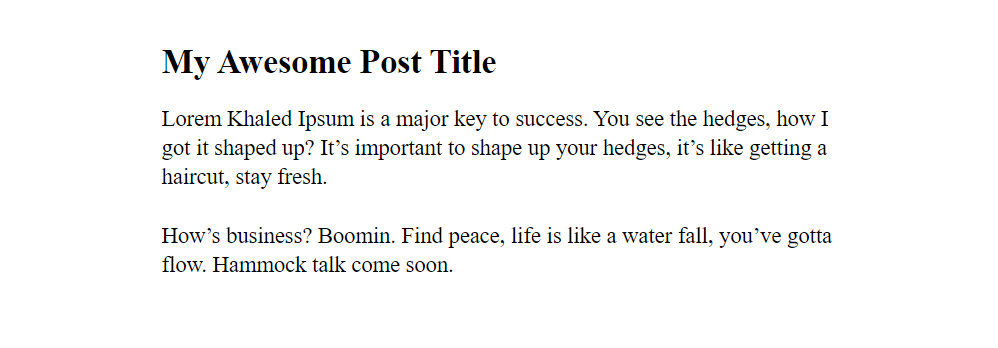 My Awesome Post Title
Lorem Khaled Ipsum is a major key to success. You see the hedges, how I
got it shaped up? It’s important to shape up your hedges, it’s like getting a
haircut, stay fresh.
How’s business? Boomin. Find peace, life is like a water fall, you’ve gotta
flow. Hammock talk come soon.